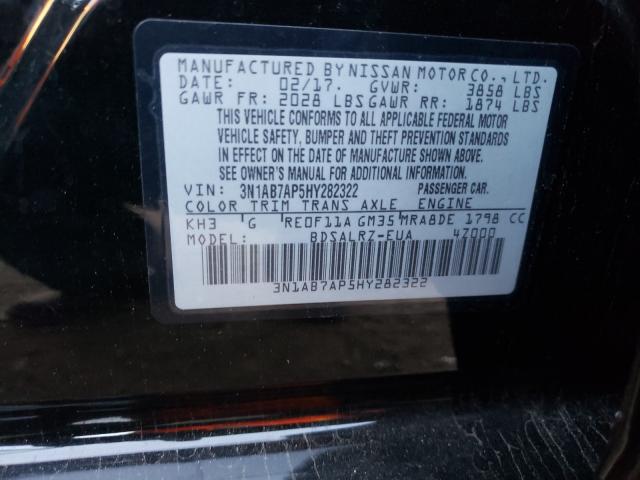 MANUFACTURED BY NISSAN MOTOR CO., LTD.
DATE: 02/17. GVWR: 3858 LBS
GAWR FR: 2028 LBS GAWR RR: 1874 LBS
THIS VEHICLE CONFORMS TO ALL APPLICABLE FEDERAL MOTOR
VEHICLE SAFETY, BUMPER AND THEFT PREVENTION STANDARDS
IN EFFECT ON THE DATE OF MANUFACTURE SHOWN ABOVE.
SEE OWNER'S MANUAL FOR ADDITIONAL INFORMATION.
VIN: 3N1AB7AP5HY282322 PASSENGER CAR.
COLOR TRIM TRANS AXLE ENGINE
KH3 G RE0F11A GM35 MRA8DE 1798 CC
MODEL: BDSALRZ-EUA 4Z000
3N1AB7AP5HY282322